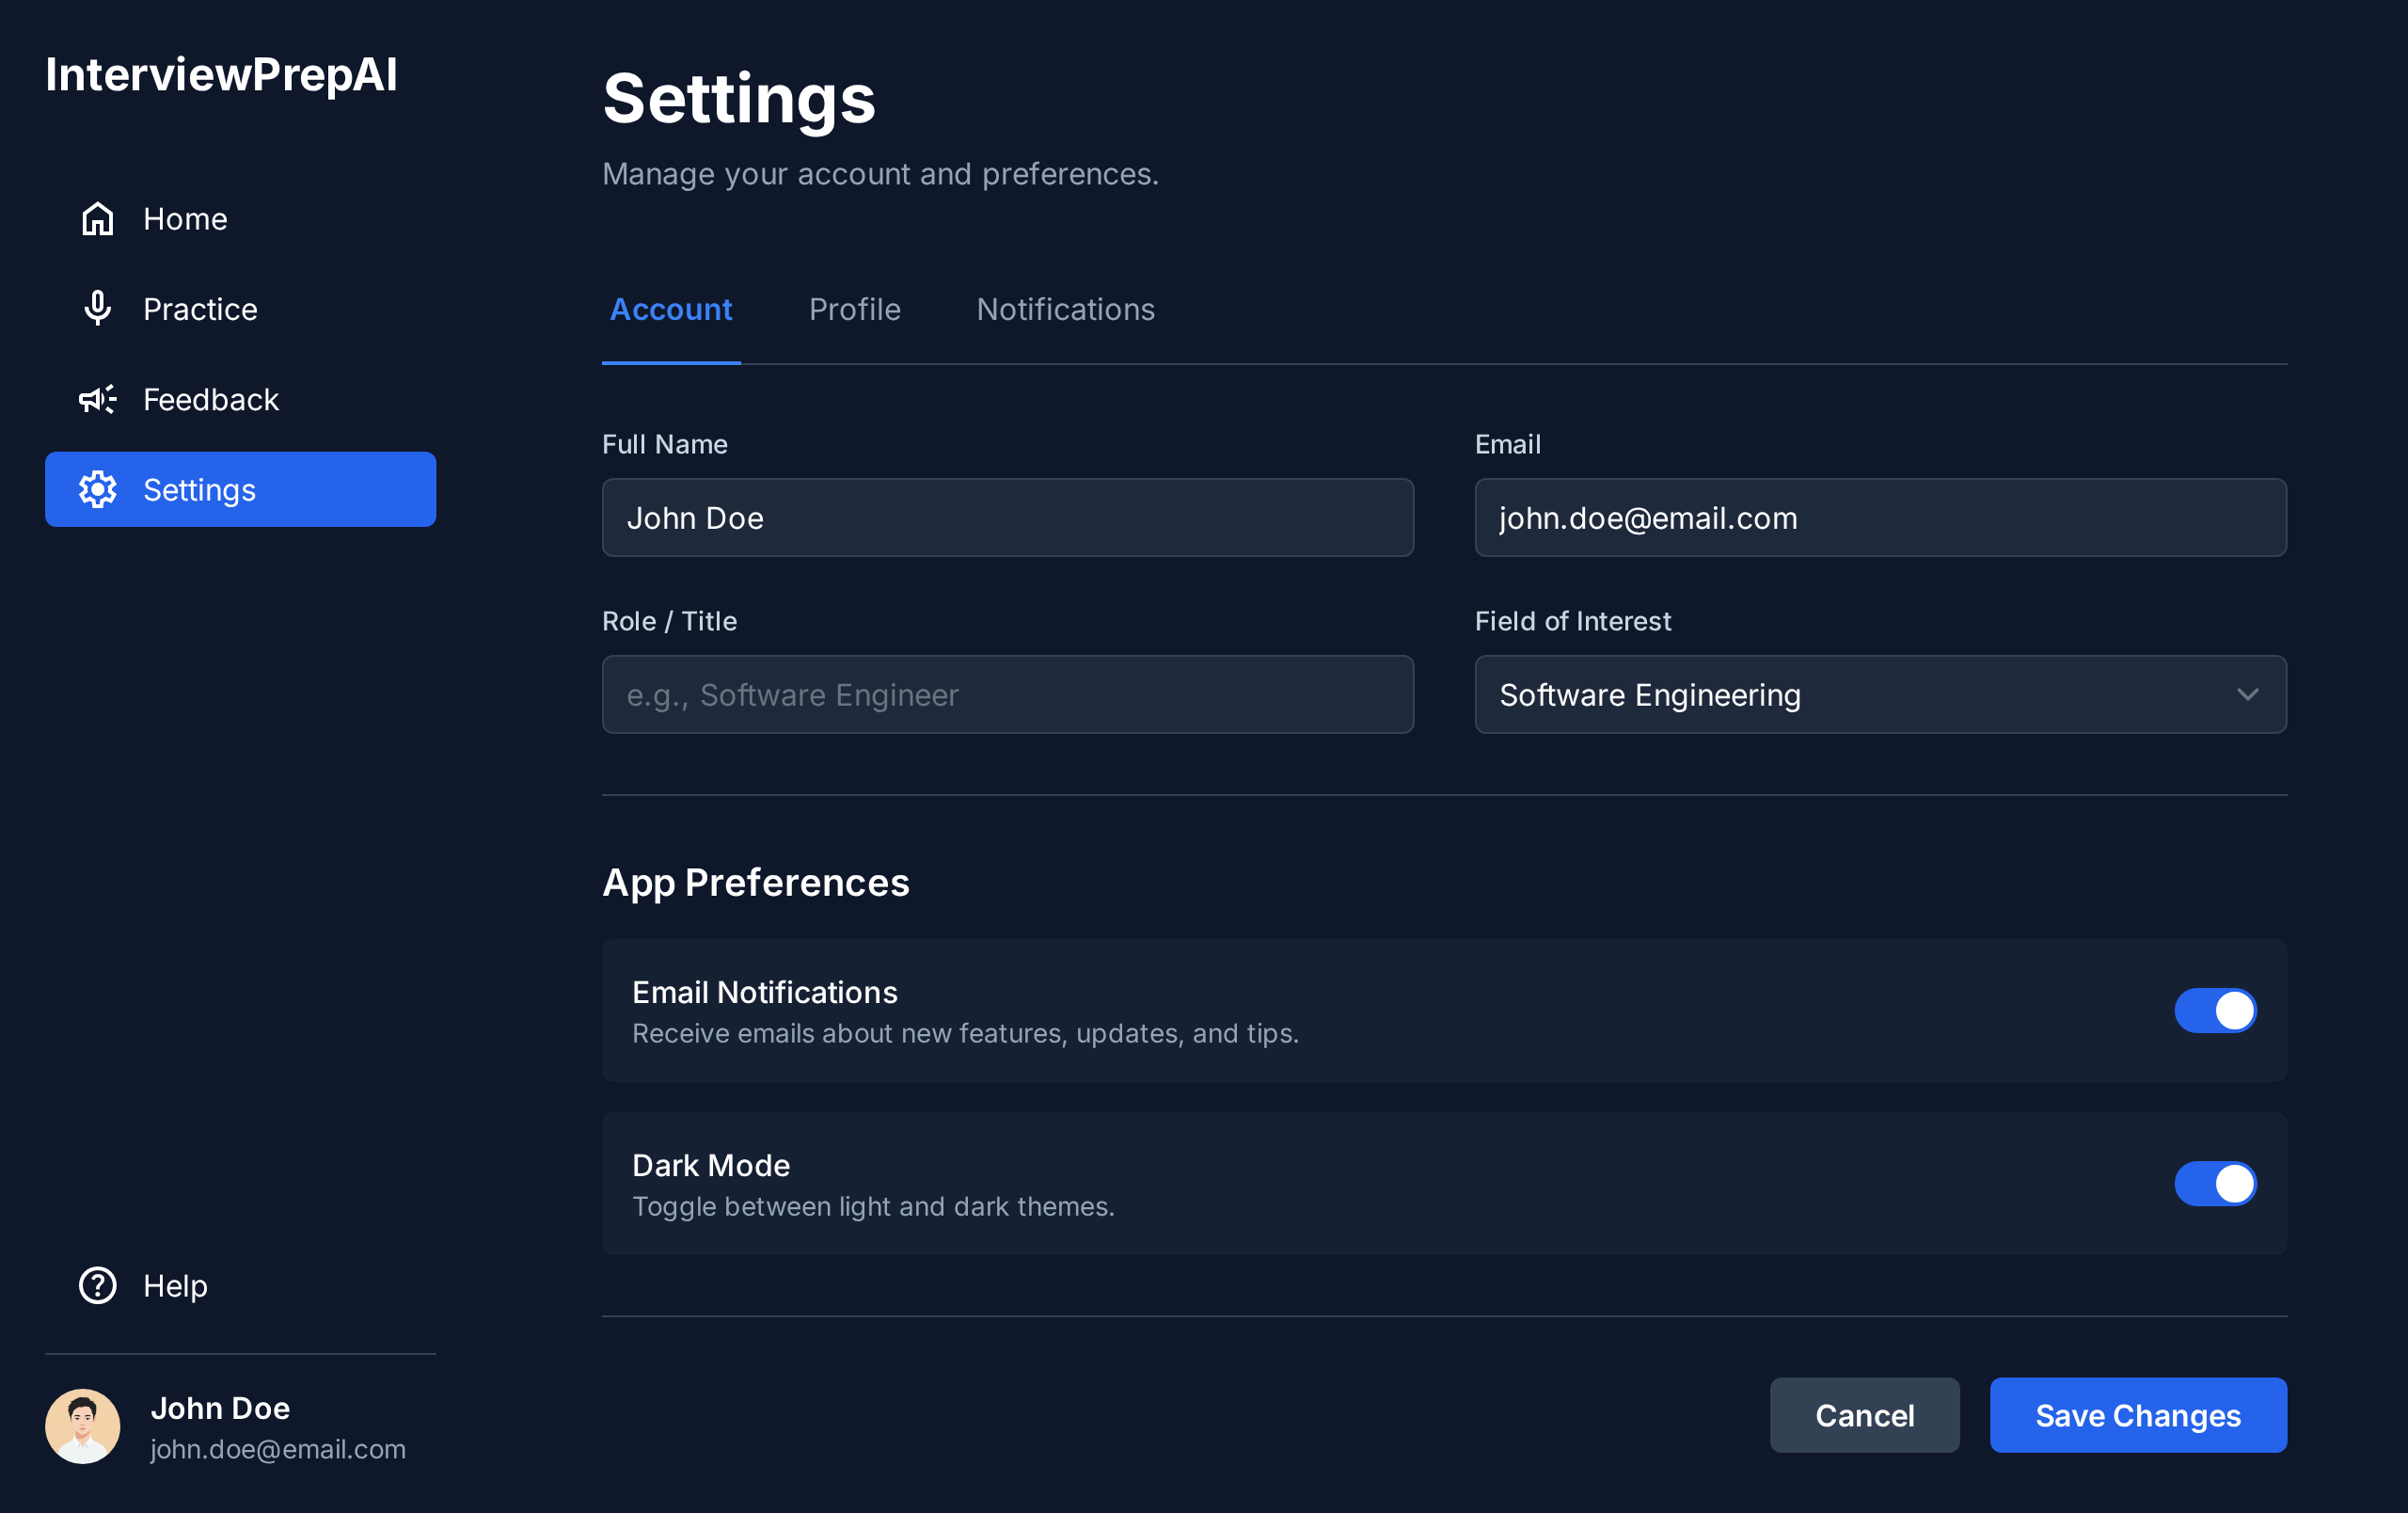 InterviewPrepAI
Home
Practice
Feedback
Settings
Help
John Doe
john.doe@email.com
Settings
Manage your account and preferences.
Account Profile Notifications
Full Name
John Doe
Email
john.doe@email.com
Role / Title
e.g., Software Engineer
Field of Interest
Software Engineering
App Preferences
Email Notifications
Receive emails about new features, updates, and tips.
Dark Mode
Toggle between light and dark themes.
Cancel
Save Changes